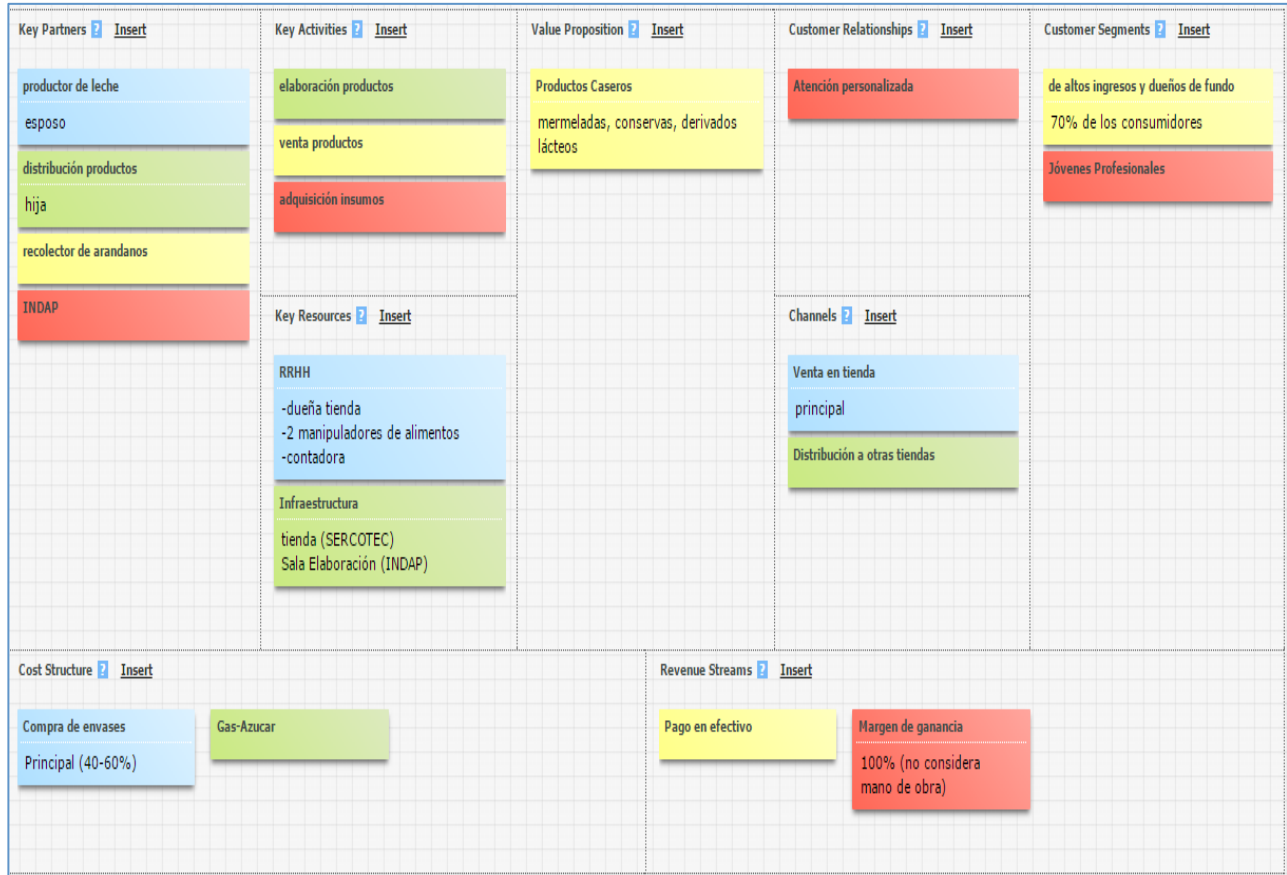 Key Partners ? Insert
productor de leche
esposo
distribución productos
hija
recolector de arandanos
INDAP
Key Activities ? Insert
elaboración productos
venta productos
adquisición insumos
Key Resources ? Insert
RRHH
-dueña tienda
-2 manipuladores de alimentos
-contadora
Infraestructura
tienda (SERCOTEC)
Sala Elaboración (INDAP)
Value Proposition ? Insert
Productos Caseros
mermeladas, conservas, derivados
lácteos
Customer Relationships ? Insert
Atención personalizada
Channels ? Insert
Venta en tienda
principal
Distribución a otras tiendas
Customer Segments ? Insert
de altos ingresos y dueños de fundo
70% de los consumidores
Jóvenes Profesionales
Cost Structure ? Insert
Compra de envases
Principal (40-60%)
Gas-Azucar
Revenue Streams ? Insert
Pago en efectivo
Margen de ganancia
100% (no considera
mano de obra)